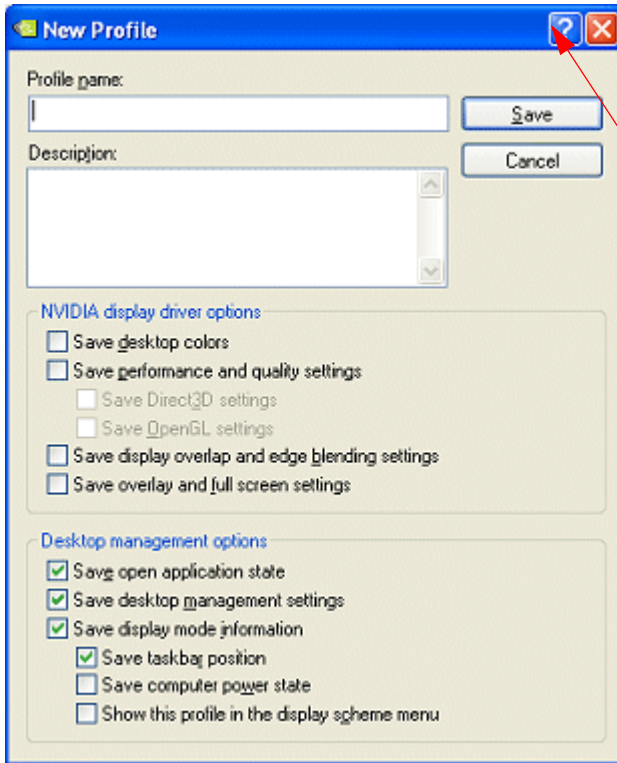 New Profile
Profile name:
Save
Description:
Cancel
NVIDIA display driver options
Save desktop colors
Save performance and quality settings
Save Direct3D settings
Save OpenGL settings
Save display overlap and edge blending settings
Save overlay and full screen settings
Desktop management options
Save open application state
Save desktop management settings
Save display mode information
Save taskbar position
Save computer power state
Show this profile in the display scheme menu